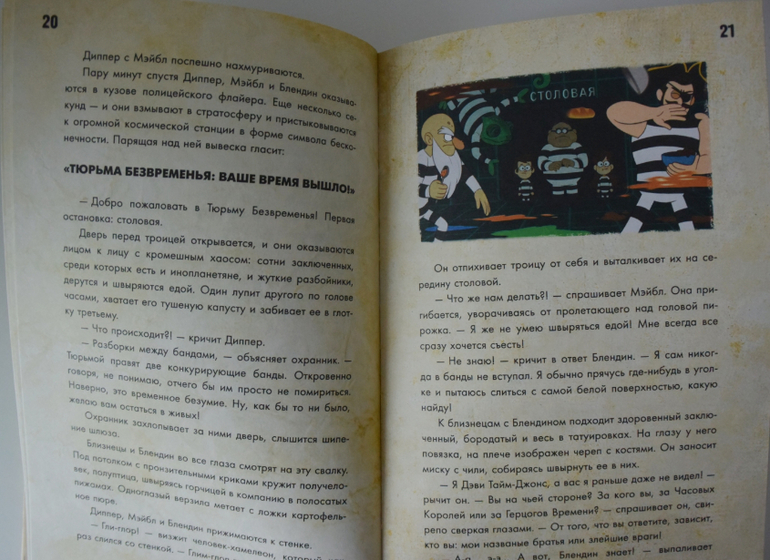 20
Диппер с Мэйбл поспешно нахмуриваются.
Пару минут спустя Диппер, Мэйбл и Блендин оказыва-
ются в кузове полицейского флайера. Еще несколько се-
кунд — и они взмывают в стратосферу и пристыковываются
к огромной космической станции в форме символа беско-
нечности. Парящая над ней вывеска гласит:
«ТЮРЬМА БЕЗВРЕМЕНЬЯ: ВАШЕ ВРЕМЯ ВЫШЛО!»
— Добро пожаловать в Тюрьму Безвременья! Первая
остановка: столовая.
Дверь перед троицей открывается, и они оказываются
лицом к лицу с кромешным хаосом: сотни заключенных,
среди которых есть и инопланетяне, и жуткие разбойники,
дерутся и швыряются едой. Один лупит другого по голове
часами, хватает его тушеную капусту и забивает ее в глот-
ку третьему.
— Что происходит?! — кричит Диппер.
— Разборки между бандами, — объясняет охранник. —
Тюрьмой правят две конкурирующие банды. Откровенно
говоря, не понимаю, отчего бы им просто не помириться.
Наверно, это временное безумие. Ну, как бы то ни было,
желаю вам остаться в живых!
Охранник захлопывает за ними дверь, слышится шипе-
ние шлюза.
Близнецы и Блендин во все глаза смотрят на эту свалку.
Под потолком с пронзительными криками кружит получело-
век, полуптица, швыряясь горчицей в компанию в полосатых
пижамах. Одноглазый верзила метает с ложки картофель-
ное пюре.
Диппер, Мэйбл и Блендин прижимаются к стенке.
— Гли-глор! — визжит человек-хамелеон, который
раз слился со стенкой. — Глим-
21
СТОЛОВАЯ
Он отпихивает троицу от себя и выталкивает их на се-
редину столовой.
— Что же нам делать?! — спрашивает Мэйбл. Она при-
гибается, уворачиваясь от пролетающего над головой пи-
рожка. — Я же не умею швыряться едой! Мне всегда все
сразу хочется съесть!
— Не знаю! — кричит в ответ Блендин. — Я сам никог-
да в банды не вступал. Я обычно прячусь где-нибудь в угол-
ке и пытаюсь слиться с самой белой поверхностью, какую
найду!
К близнецам с Блендином подходит здоровенный заклю-
ченный, бородатый и весь в татуировках. На глазу у него
повязка, на плече изображен череп с костями. Он заносит
миску с чили, собираясь швырнуть ее в них.
— Я Дэви Тайм-Джонс, а вас я раньше даже не видел! —
рычит он. — Вы на чьей стороне? За кого вы, за Часовых
Королей или за Герцогов Времени? — спрашивает он, сви-
репо сверкая глазами. — От того, что вы ответите, зависит,
кто вы: мои названые братья или злейшие враги!
— А-а... э-э... А вот, Блендин знает! — выпаливает